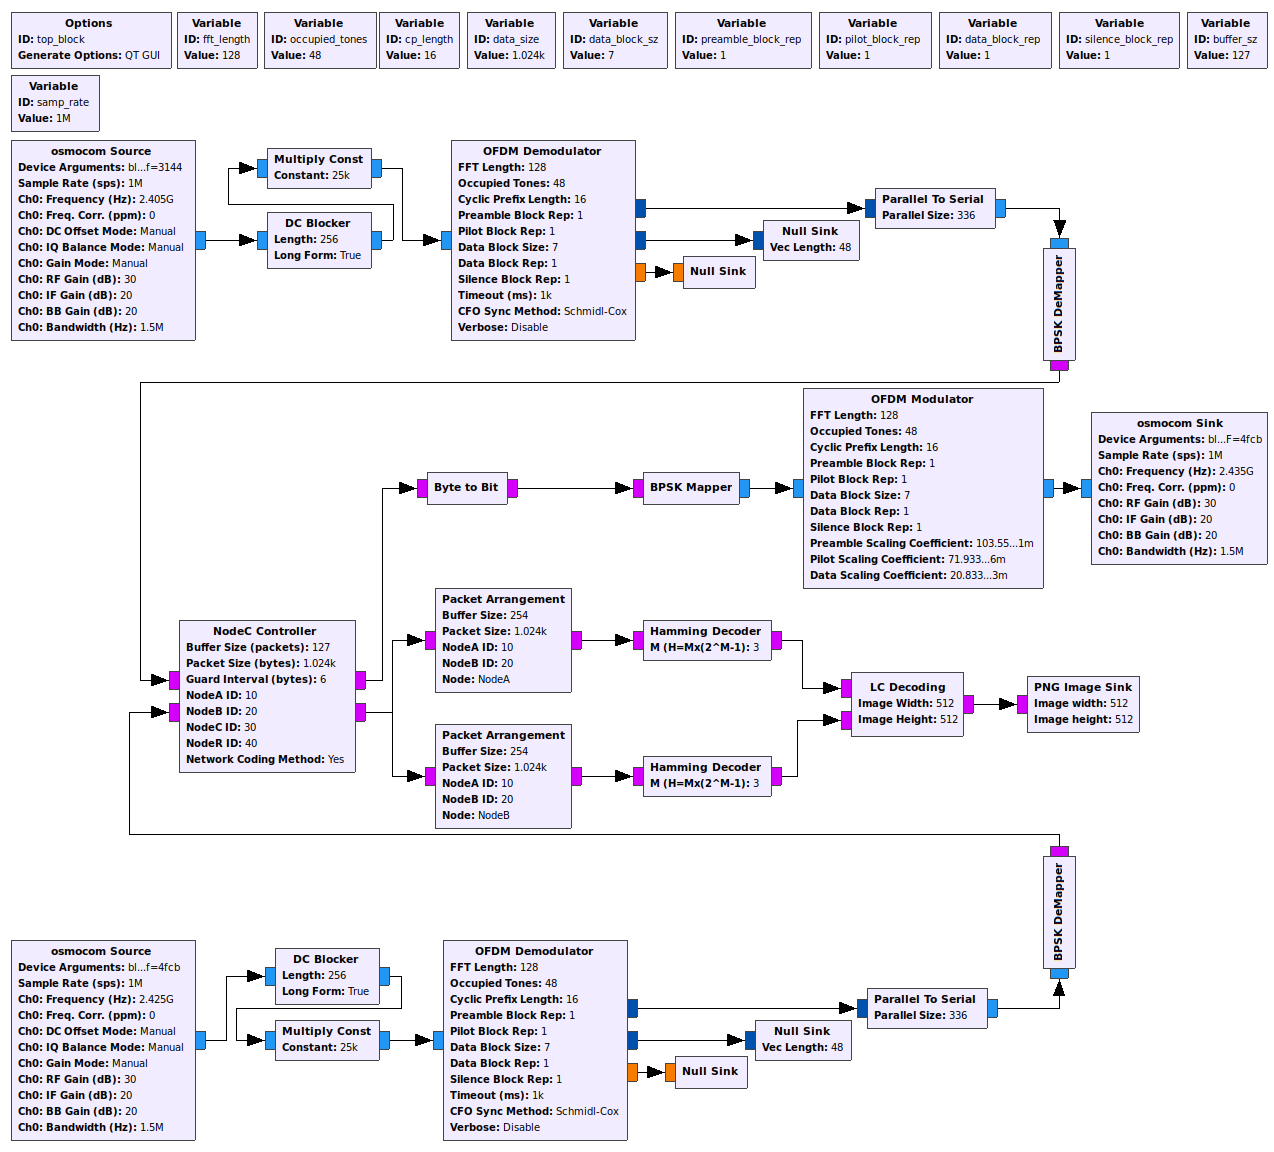 Options
ID: top_block
Generate Options: QT GUI
Variable
ID: fft_length
Value: 128
Variable
ID: occupied_tones
Value: 48
Variable
ID: cp_length
Value: 16
Variable
ID: data_size
Value: 1.024k
Variable
ID: data_block_sz
Value: 7
Variable
ID: preamble_block_rep
Value: 1
Variable
ID: pilot_block_rep
Value: 1
Variable
ID: data_block_rep
Value: 1
Variable
ID: silence_block_rep
Value: 1
Variable
ID: buffer_sz
Value: 127
Variable
ID: samp_rate
Value: 1M
osmocom Source
Device Arguments: bl...f=3144
Sample Rate (sps): 1M
Ch0: Frequency (Hz): 2.405G
Ch0: Freq. Corr. (ppm): 0
Ch0: DC Offset Mode: Manual
Ch0: IQ Balance Mode: Manual
Ch0: Gain Mode: Manual
Ch0: RF Gain (dB): 30
Ch0: IF Gain (dB): 20
Ch0: BB Gain (dB): 20
Ch0: Bandwidth (Hz): 1.5M
Multiply Const
Constant: 25k
DC Blocker
Length: 256
Long Form: True
OFDM Demodulator
FFT Length: 128
Occupied Tones: 48
Cyclic Prefix Length: 16
Preamble Block Rep: 1
Pilot Block Rep: 1
Data Block Size: 7
Data Block Rep: 1
Silence Block Rep: 1
Timeout (ms): 1k
CFO Sync Method: Schmidl-Cox
Verbose: Disable
Parallel To Serial
Parallel Size: 336
Null Sink
Vec Length: 48
Null Sink
BPSK DeMapper
OFDM Modulator
FFT Length: 128
Occupied Tones: 48
Cyclic Prefix Length: 16
Preamble Block Rep: 1
Pilot Block Rep: 1
Data Block Size: 7
Data Block Rep: 1
Silence Block Rep: 1
Preamble Scaling Coefficient: 103.55...1m
Pilot Scaling Coefficient: 71.933...6m
Data Scaling Coefficient: 20.833...3m
osmocom Sink
Device Arguments: bl...F=4fcb
Sample Rate (sps): 1M
Ch0: Frequency (Hz): 2.435G
Ch0: Freq. Corr. (ppm): 0
Ch0: RF Gain (dB): 30
Ch0: IF Gain (dB): 20
Ch0: BB Gain (dB): 20
Ch0: Bandwidth (Hz): 1.5M
Byte to Bit
BPSK Mapper
NodeC Controller
Buffer Size (packets): 127
Packet Size (bytes): 1.024k
Guard Interval (bytes): 6
NodeA ID: 10
NodeB ID: 20
NodeC ID: 30
NodeR ID: 40
Network Coding Method: Yes
Packet Arrangement
Buffer Size: 254
Packet Size: 1.024k
NodeA ID: 10
NodeB ID: 20
Node: NodeA
Hamming Decoder
M (H=Mx(2^M-1): 3
LC Decoding
Image Width: 512
Image Height: 512
PNG Image Sink
Image width: 512
Image height: 512
Packet Arrangement
Buffer Size: 254
Packet Size: 1.024k
NodeA ID: 10
NodeB ID: 20
Node: NodeB
Hamming Decoder
M (H=Mx(2^M-1): 3
BPSK DeMapper
osmocom Source
Device Arguments: bl...f=4fcb
Sample Rate (sps): 1M
Ch0: Frequency (Hz): 2.425G
Ch0: Freq. Corr. (ppm): 0
Ch0: DC Offset Mode: Manual
Ch0: IQ Balance Mode: Manual
Ch0: Gain Mode: Manual
Ch0: RF Gain (dB): 30
Ch0: IF Gain (dB): 20
Ch0: BB Gain (dB): 20
Ch0: Bandwidth (Hz): 1.5M
DC Blocker
Length: 256
Long Form: True
Multiply Const
Constant: 25k
OFDM Demodulator
FFT Length: 128
Occupied Tones: 48
Cyclic Prefix Length: 16
Preamble Block Rep: 1
Pilot Block Rep: 1
Data Block Size: 7
Data Block Rep: 1
Silence Block Rep: 1
Timeout (ms): 1k
CFO Sync Method: Schmidl-Cox
Verbose: Disable
Parallel To Serial
Parallel Size: 336
Null Sink
Vec Length: 48
Null Sink